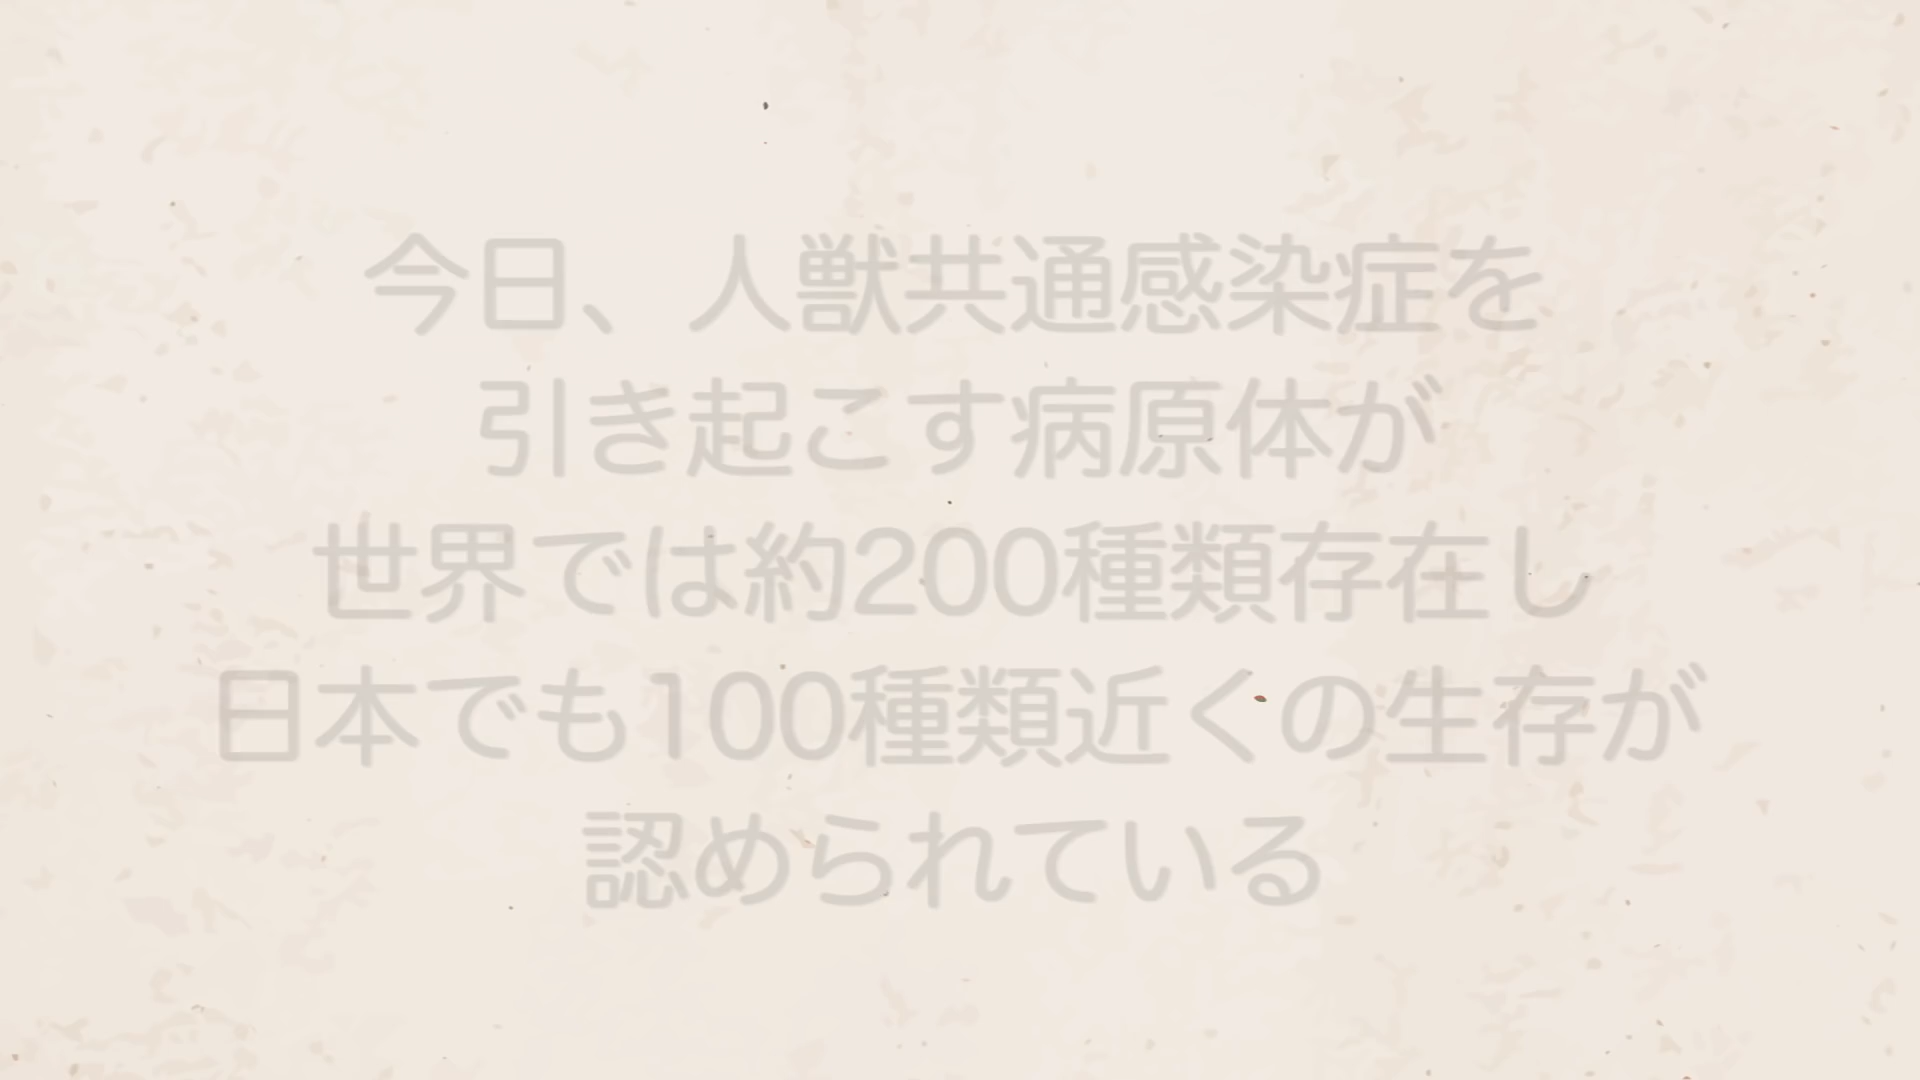 今日、人獣共通感染症を
引き起こす病原体が
世界では約200種類存在し
日本でも100種類近くの生存が
認められている